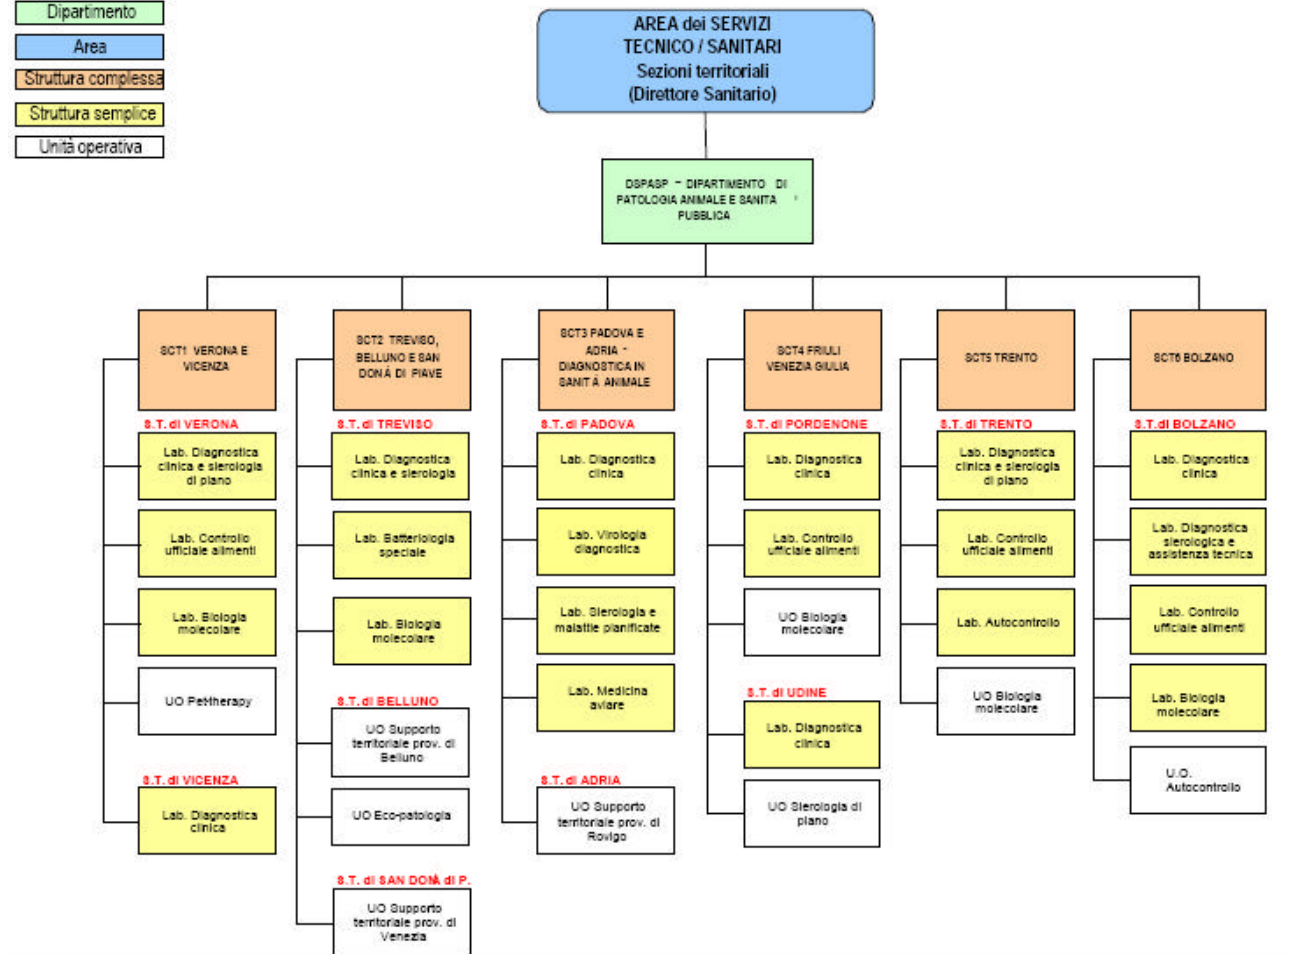 Dipartimento
Area
Struttura complessa
Struttura semplice
Unità operativa
AREA dei SERVIZI
TECNICO / SANITARI
Sezioni territoriali
(Direttore Sanitario)
DSPASP - DIPARTIMENTO DI
PATOLOGIA ANIMALE E SANITA '
PUBBLICA
SCT1 VERONA E
VICENZA
S.T. di VERONA
Lab. Diagnostica
clinica e sierologia
di piano
Lab. Controllo
ufficiale alimenti
Lab. Biologia
molecolare
UO Pet-therapy
S.T. di VICENZA
Lab. Diagnostica
clinica
SCT2 TREVISO,
BELLUNO E SAN
DONÁ DI PIAVE
S.T. di TREVISO
Lab. Diagnostica
clinica e sierologia
Lab. Batteriologia
speciale
Lab. Biologia
molecolare
S.T. di BELLUNO
UO Supporto
territoriale prov. di
Belluno
UO Eco-patologia
S.T. di SAN DONÁ di P.
UO Supporto
territoriale prov. di
Venezia
SCT3 PADOVA E
ADRIA -
DIAGNOSTICA IN
SANITÁ ANIMALE
S.T. di PADOVA
Lab. Diagnostica
clinica
Lab. Virologia
diagnostica
Lab. Sierologia e
malattie pianificate
Lab. Medicina
aviare
S.T. di ADRIA
UO Supporto
territoriale prov. di
Rovigo
SCT4 FRIULI
VENEZIA GIULIA
S.T. di PORDENONE
Lab. Diagnostica
clinica
Lab. Controllo
ufficiale alimenti
UO Biologia
molecolare
S.T. di UDINE
Lab. Diagnostica
clinica
UO Sierologia di
piano
SCT5 TRENTO
S.T. di TRENTO
Lab. Diagnostica
clinica e sierologia
di piano
Lab. Controllo
ufficiale alimenti
Lab. Autocontrollo
UO Biologia
molecolare
SCT6 BOLZANO
S.T. di BOLZANO
Lab. Diagnostica
clinica
Lab. Diagnostica
sierologica e
assistenza tecnica
Lab. Controllo
ufficiale alimenti
Lab. Biologia
molecolare
U.O.
Autocontrollo